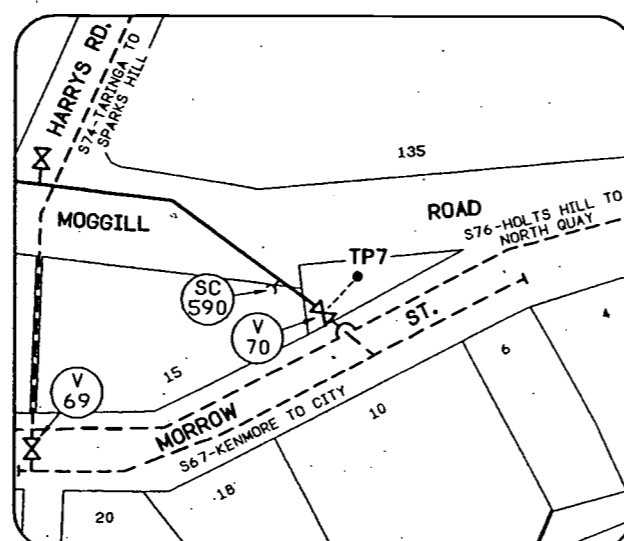 HARRYS RD.
S74-TARINGA TO
SPARKS HILL
135
MOGGILL
ROAD
S76-HOLTS HILL TO
NORTH QUAY
TP7
SC
590
V
70
ST.
4
6
15
V
69
MORROW
10
S67-KENMORE TO CITY
18
20